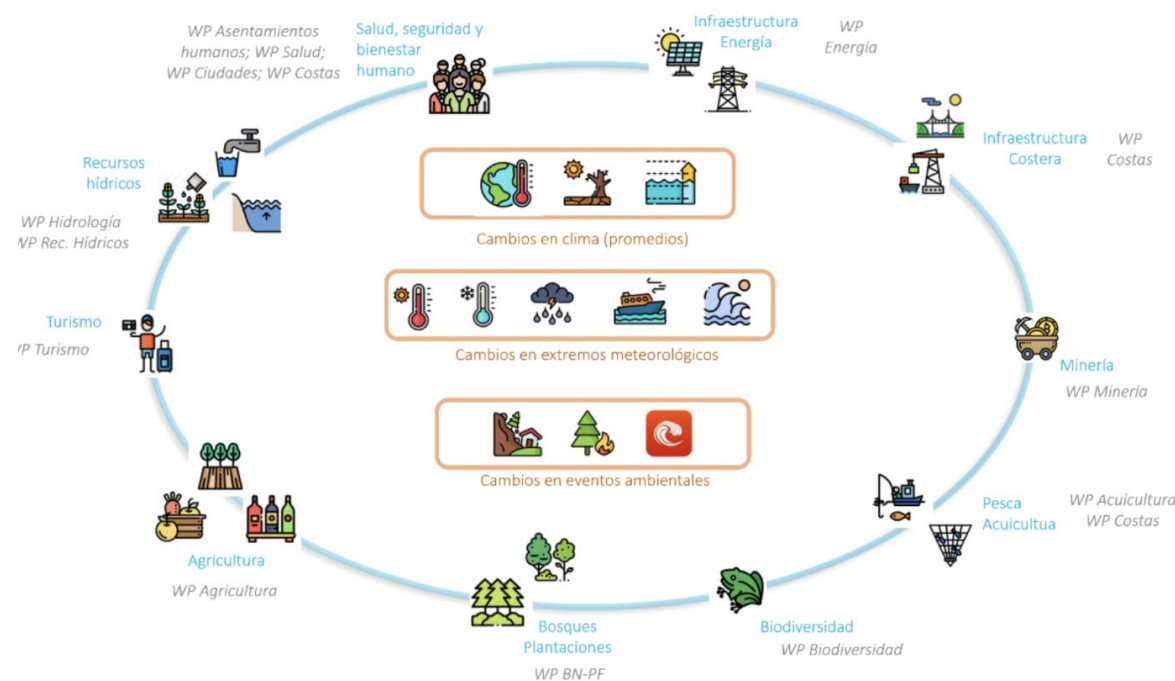 WP Asentamientos
humanos; WP Salud;
WP Ciudades; WP Costas
Salud, seguridad y
bienestar
humano
Infraestructura
Energía
WP
Energía
Infraestructura
Costera
WP
Costas
Recursos
hídricos
WP Hidrología
WP Rec. Hídricos
Cambios en clima (promedios)
Turismo
WP Turismo
Cambios en extremos meteorológicos
Minería
WP Minería
Cambios en eventos ambientales
Pesca
Acuicultua
WP Acuicultura
WP Costas
Agricultura
WP Agricultura
Bosques
Plantaciones
WP BN-PF
Biodiversidad
WP Biodiversidad